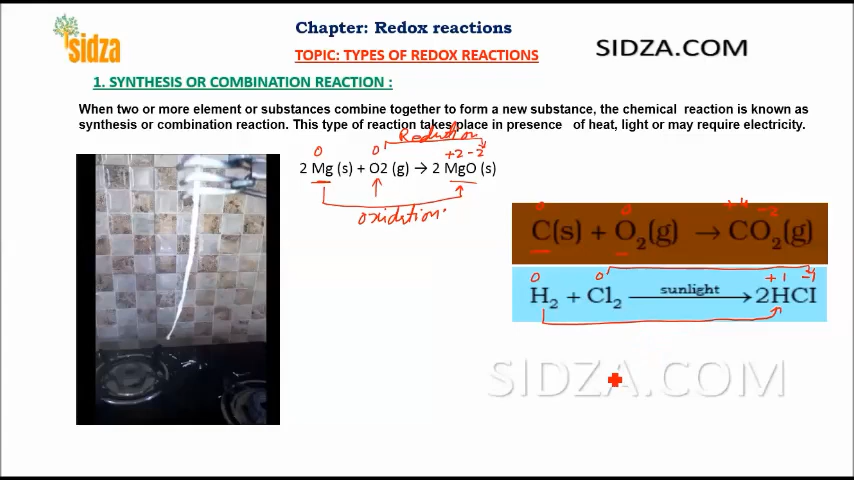 sidza
Chapter: Redox reactions
TOPIC: TYPES OF REDOX REACTIONS
SIDZA.COM
1. SYNTHESIS OR COMBINATION REACTION :
When two or more element or substances combine together to form a new substance, the chemical reaction is known as
synthesis or combination reaction. This type of reaction takes place in presence of heat, light or may require electricity.
Reduction
0 0 +2 -2
2 Mg (s) + O2 (g) → 2 MgO (s)
oxidation
0 0 +4 -2
C(s) + O₂(g) → CO₂(g)
0 0 +1 -1
H₂ + Cl₂ sunlight → 2HCl
SIDZA.COM